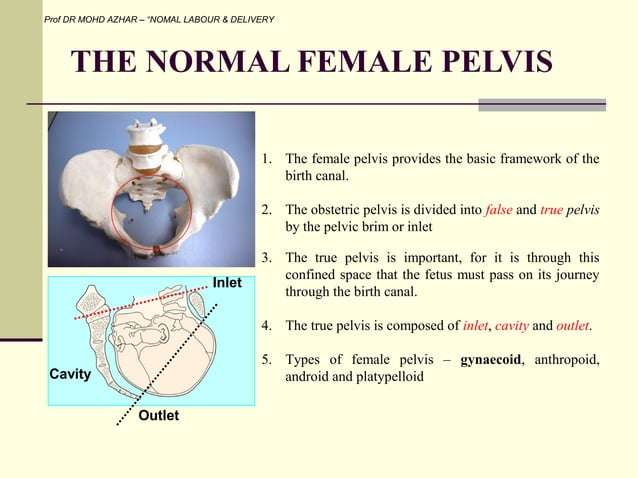 Prof DR MOHD AZHAR – “NOMAL LABOUR & DELIVERY
THE NORMAL FEMALE PELVIS
1. The female pelvis provides the basic framework of the
birth canal.
2. The obstetric pelvis is divided into false and true pelvis
by the pelvic brim or inlet
3. The true pelvis is important, for it is through this
confined space that the fetus must pass on its journey
through the birth canal.
4. The true pelvis is composed of inlet, cavity and outlet.
5. Types of female pelvis – gynaecoid, anthropoid,
android and platypelloid
Inlet
Cavity
Outlet